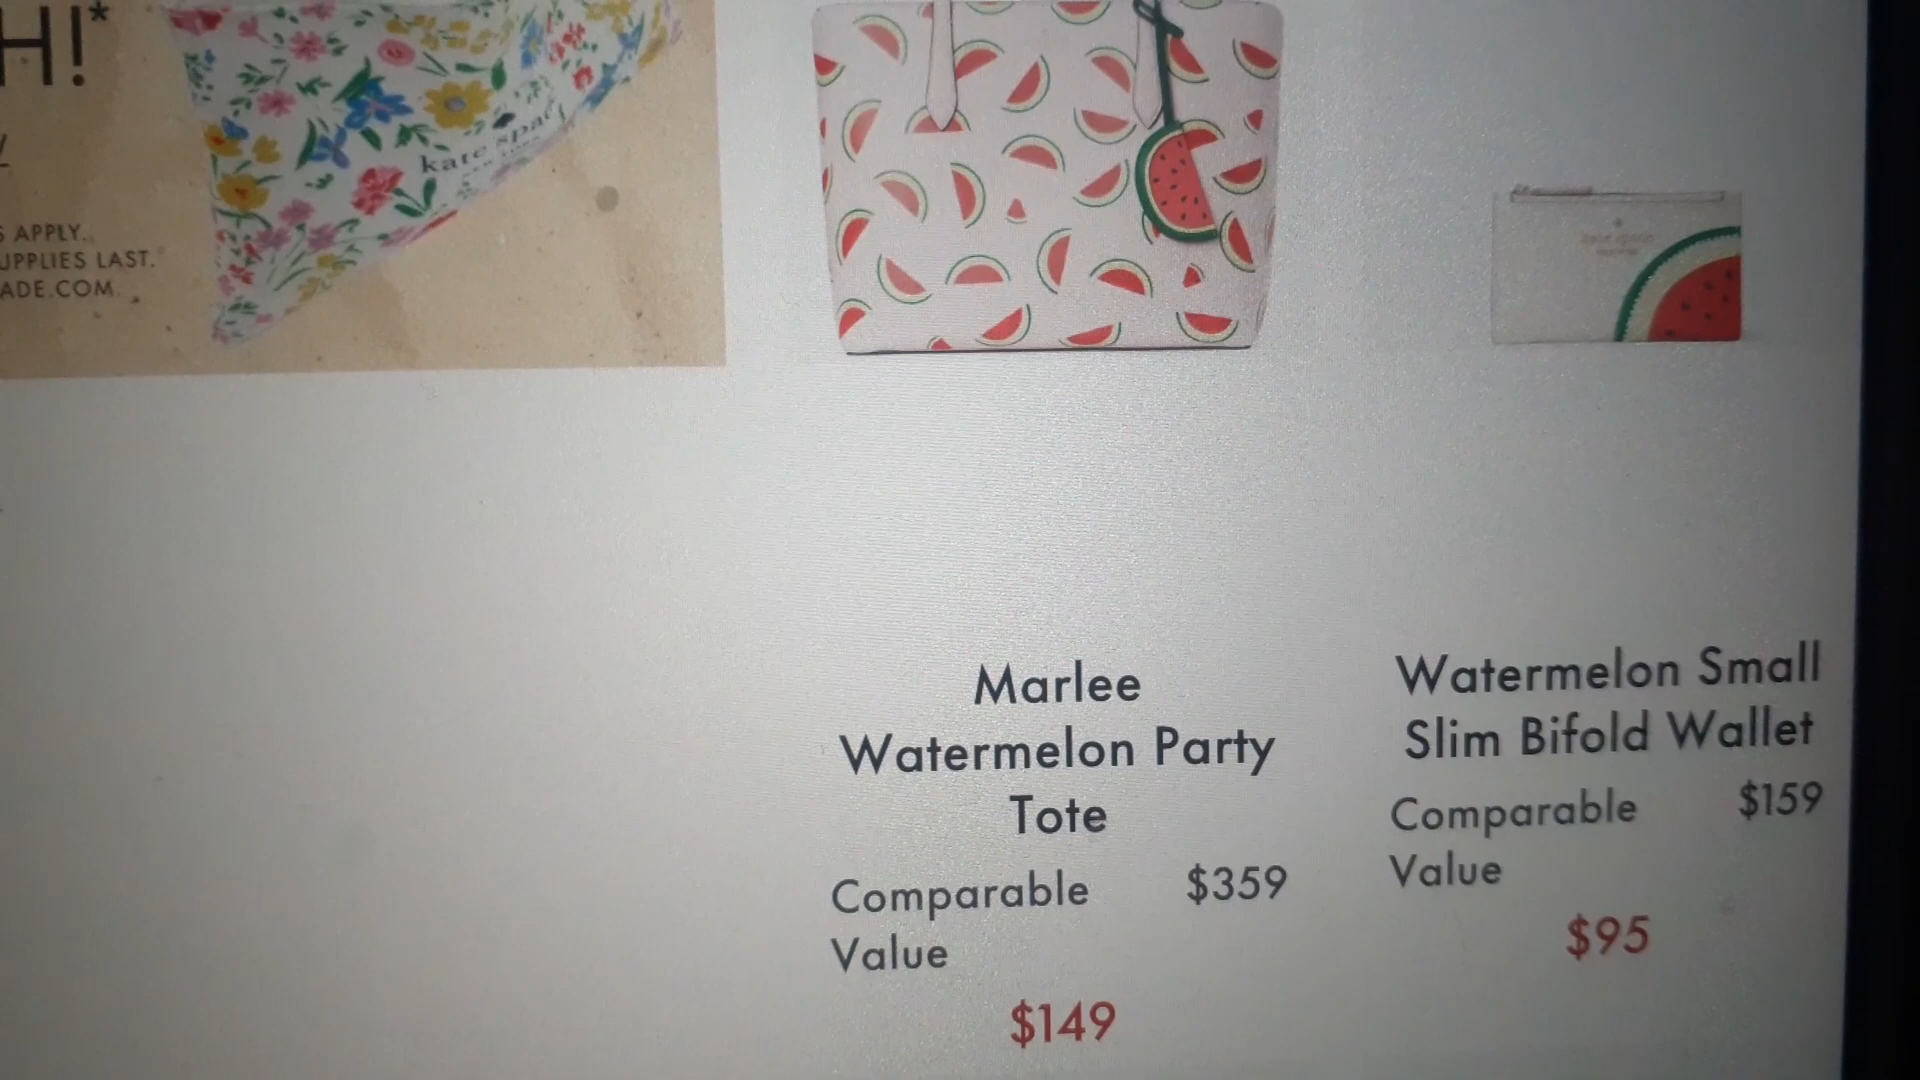 H!*
S APPLY.
UPPLIES LAST.
ADE.COM.
kate spade
Marlee
Watermelon Party
Tote
Comparable $359
Value
$149
Watermelon Small
Slim Bifold Wallet
Comparable $159
Value
$95